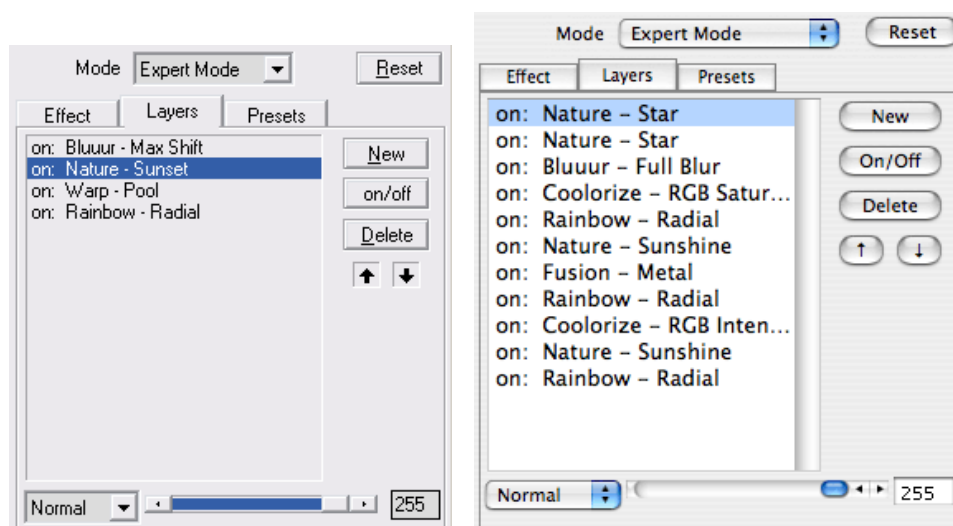 Mode Expert Mode Reset
Effect Layers Presets
on: Bluuur - Max Shift
on: Nature - Sunset
on: Warp - Pool
on: Rainbow - Radial
New
on/off
Delete
Normal 255
Mode Expert Mode Reset
Effect Layers Presets
on: Nature – Star
on: Nature – Star
on: Bluuur – Full Blur
on: Coolorize – RGB Satur...
on: Rainbow – Radial
on: Nature – Sunshine
on: Fusion – Metal
on: Rainbow – Radial
on: Coolorize – RGB Inten...
on: Nature – Sunshine
on: Rainbow – Radial
New
On/Off
Delete
Normal 255